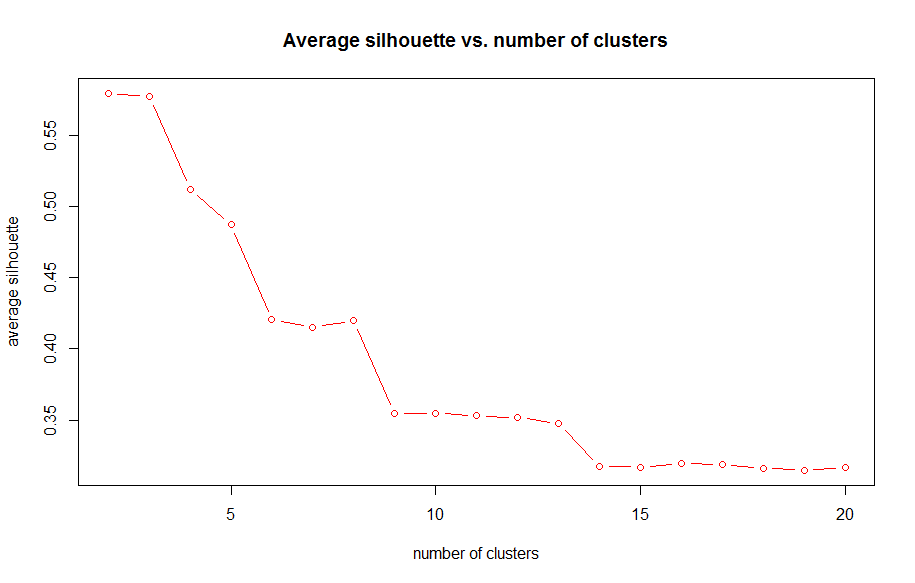 Average silhouette vs. number of clusters
average silhouette
0.55
0.50
0.45
0.40
0.35
5 10 15 20
number of clusters